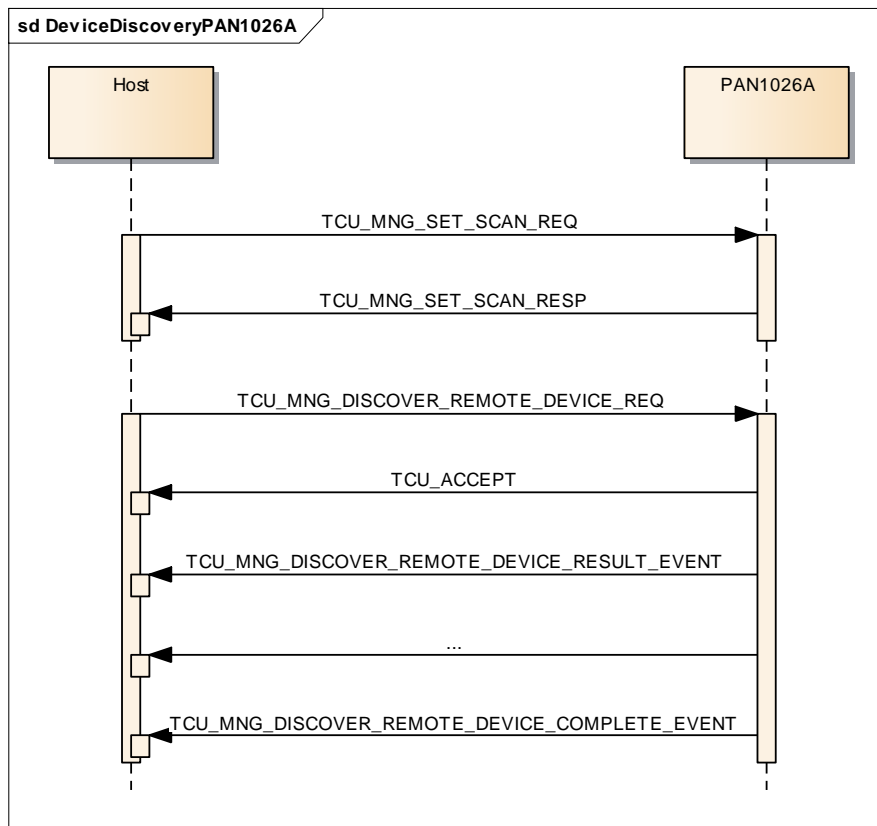 sd DeviceDiscoveryPAN1026A
Host
PAN1026A
TCU_MNG_SET_SCAN_REQ
TCU_MNG_SET_SCAN_RESP
TCU_MNG_DISCOVER_REMOTE_DEVICE_REQ
TCU_ACCEPT
TCU_MNG_DISCOVER_REMOTE_DEVICE_RESULT_EVENT
...
TCU_MNG_DISCOVER_REMOTE_DEVICE_COMPLETE_EVENT